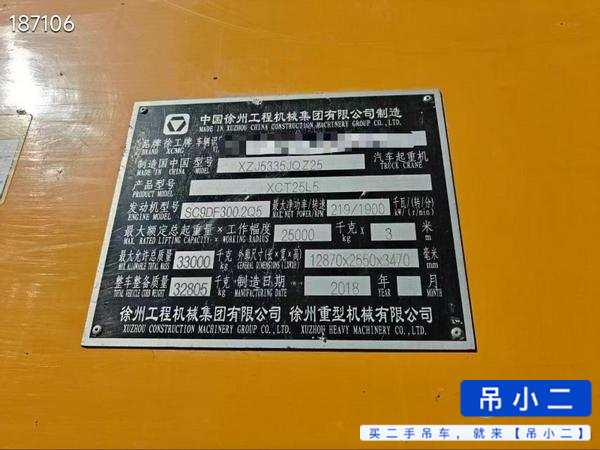 187106
中国徐州工程机械集团有限公司制造
MADE IN XUZHOU CHINA CONSTRUCTION MACHINERY GROUP CO.,LTD.
品牌 徐工牌 车辆识
BRAND XCMG
制造国 中国 型号 XZJ5335JQZ25 汽车起重机
MADE IN CHINA TRUCK CRANE
产品型号 XCT25L5
MODEL
发动机型号 SC9DF300.2Q5 最大净功率/转速 219/1900 千瓦/(转/分)
ENGINE MODEL MAX NET POWER/RPM kW/(r/min)
最大额定总起重量×工作幅度 25000 千克 × 3 米
MAX. RATED LIFTING CAPACITY × WORKING RADIUS kg m
最大允许总质量 33000 千克 外廓尺寸(长×宽×高) 12870x2550x3470 毫米
MAX. ALLOWABLE TOTAL MASS kg GENERAL DIMENSIONS (LXWXH) mm
整车整备质量 32805 千克 制造日期 2018 年 月
TOTAL VEHICLE CURB WEIGHT kg MANUFACTURING DATE YEAR MONTH
徐州工程机械集团有限公司 徐州重型机械有限公司
XUZHOU CONSTRUCTION MACHINERY GROUP CO.,LTD. XUZHOU HEAVY MACHINERY CO.,LTD.
吊小二
买二手吊车，就来【吊小二】